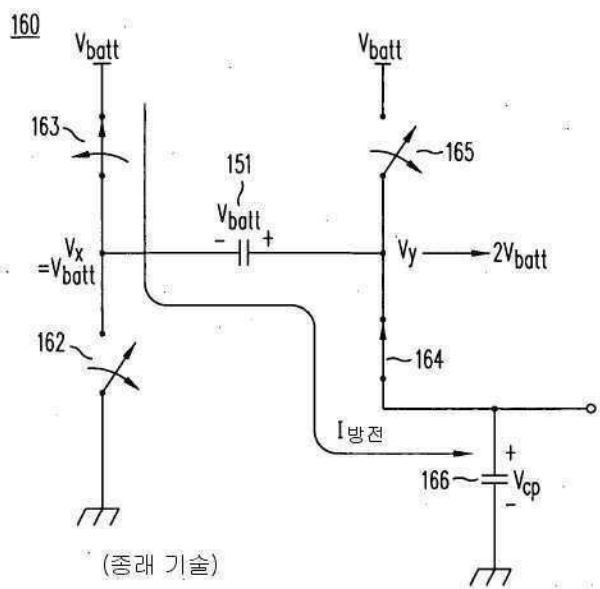 160
Vbatt
Vbatt
163
165
151
Vbatt
- +
Vx
=Vbatt
Vy
2Vbatt
162
164
I방전
+
166
Vcp
-
(종래 기술)